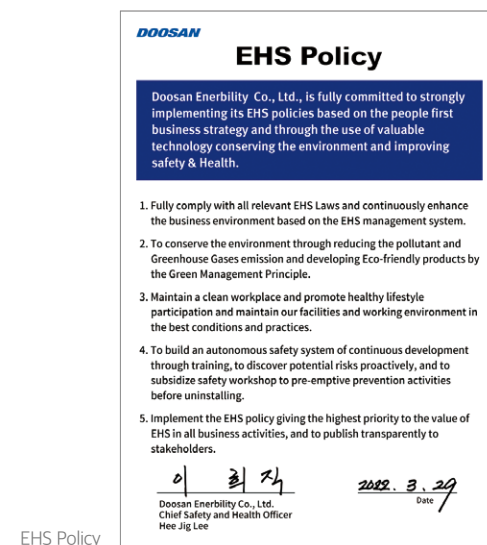 DOOSAN
EHS Policy
Doosan Enerbility Co., Ltd., is fully committed to strongly
implementing its EHS policies based on the people first
business strategy and through the use of valuable
technology conserving the environment and improving
safety & Health.
1. Fully comply with all relevant EHS Laws and continuously enhance
the business environment based on the EHS management system.
2. To conserve the environment through reducing the pollutant and
Greenhouse Gases emission and developing Eco-friendly products by
the Green Management Principle.
3. Maintain a clean workplace and promote healthy lifestyle
participation and maintain our facilities and working environment in
the best conditions and practices.
4. To build an autonomous safety system of continuous development
through training, to discover potential risks proactively, and to
subsidize safety workshop to pre-emptive prevention activities
before uninstalling.
5. Implement the EHS policy giving the highest priority to the value of
EHS in all business activities, and to publish transparently to
stakeholders.
이 희 직 2022. 3. 29
Doosan Enerbility Co., Ltd. Date
Chief Safety and Health Officer
Hee Jig Lee
EHS Policy